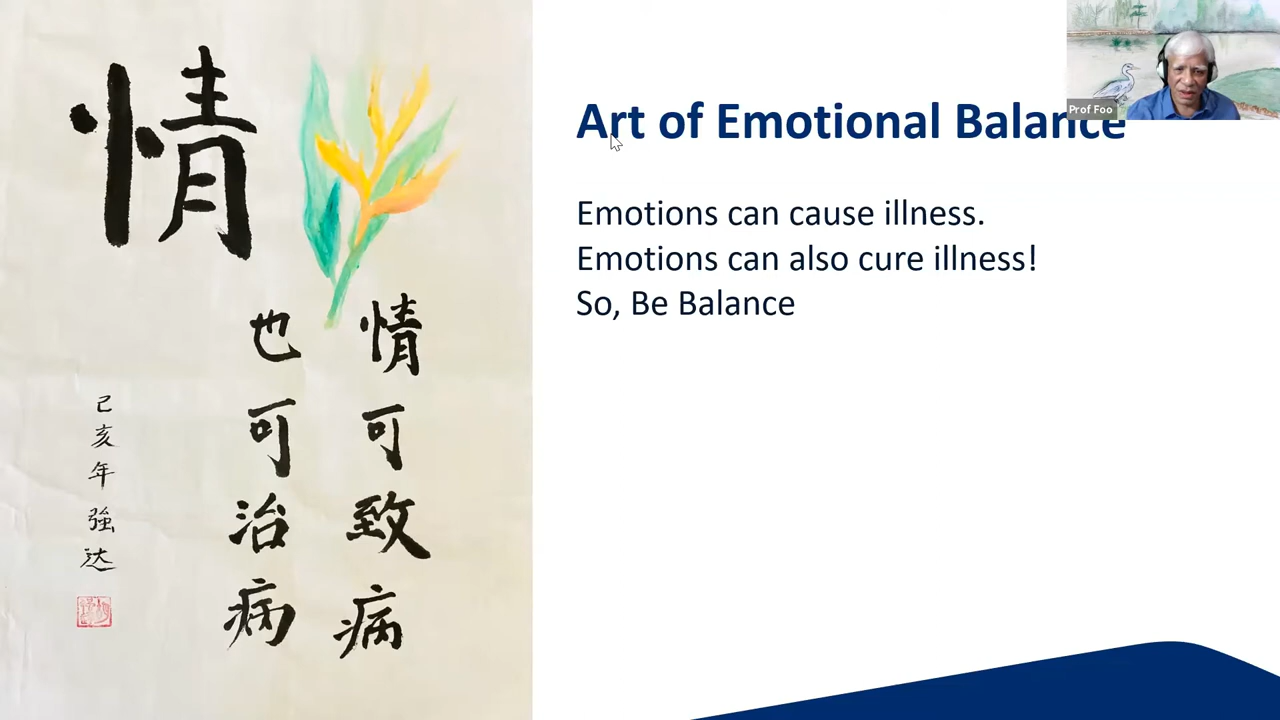 情
情可致病
也可治病
己亥年強达
Art of Emotional Balance
Emotions can cause illness.
Emotions can also cure illness!
So, Be Balance
Prof Foo